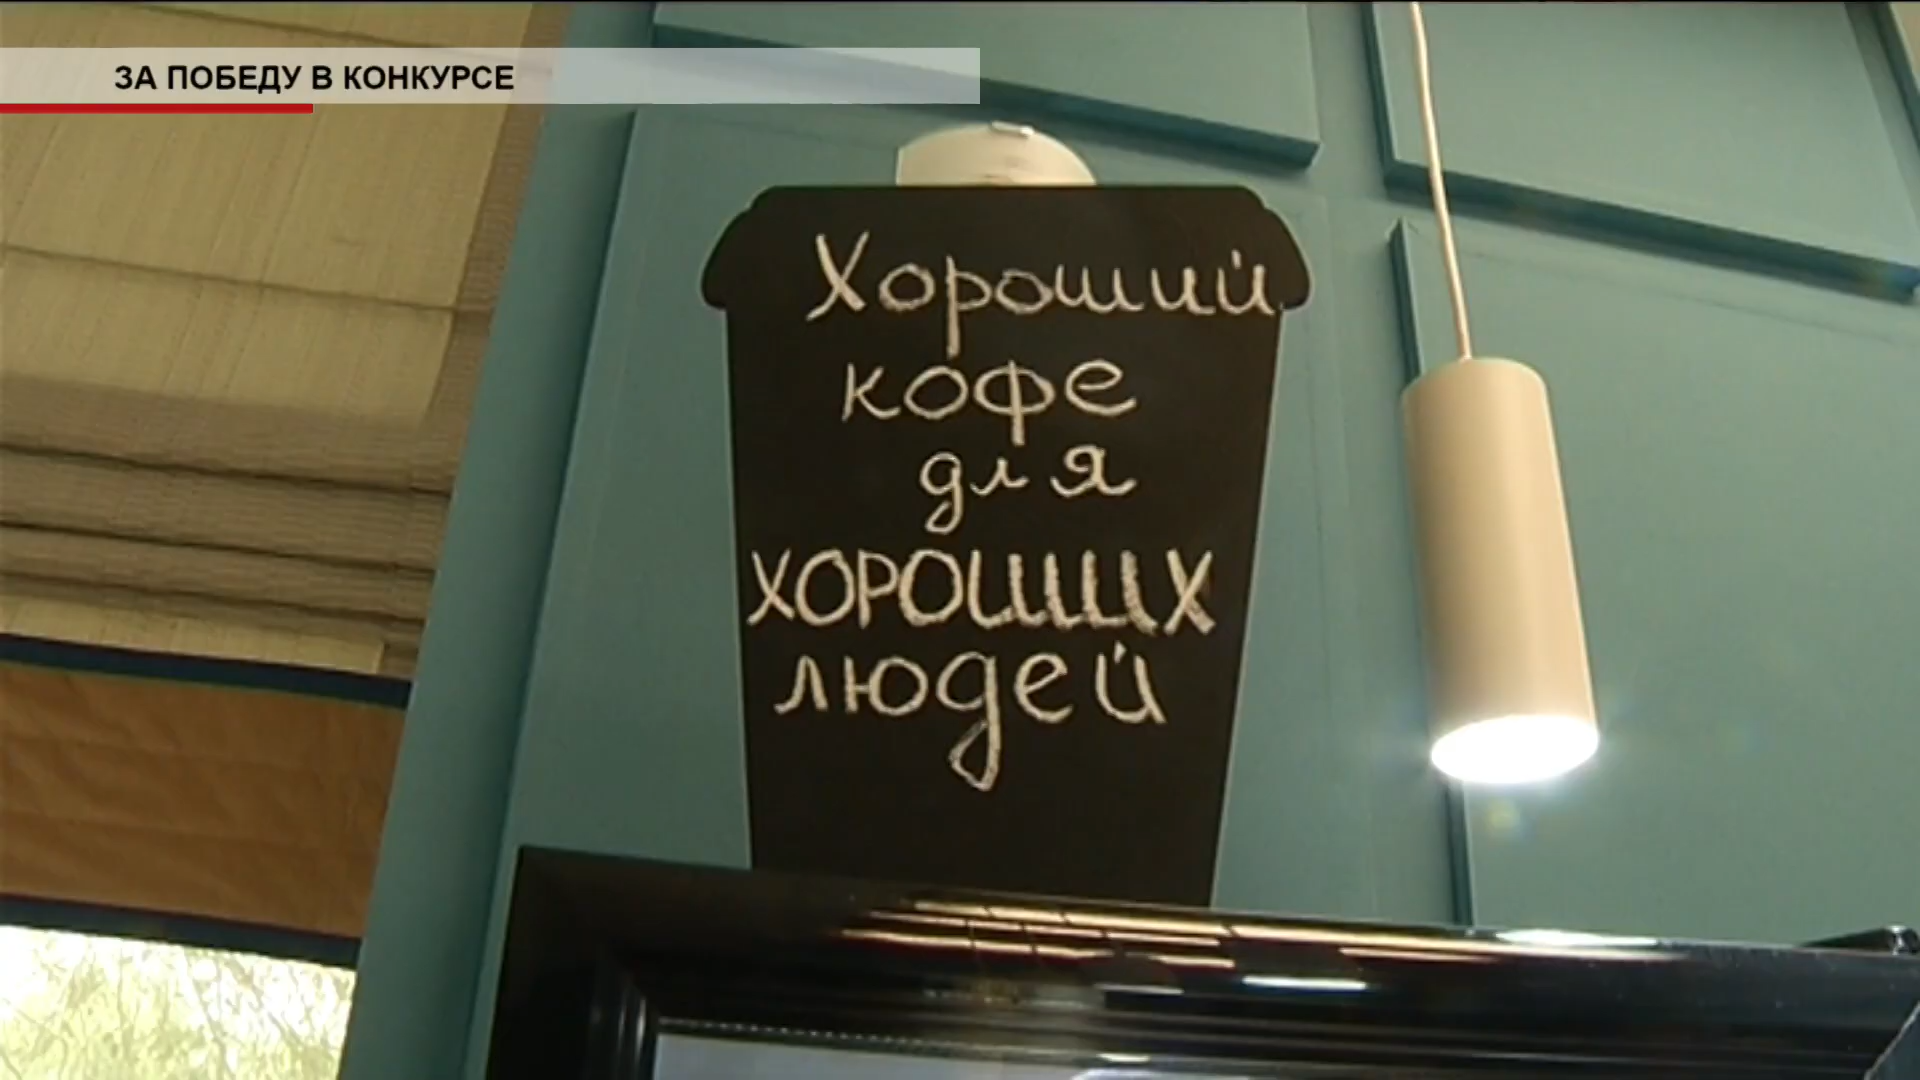 ЗА ПОБЕДУ В КОНКУРСЕ
Хороший
кофе
для
ХОРОШИХ
людей